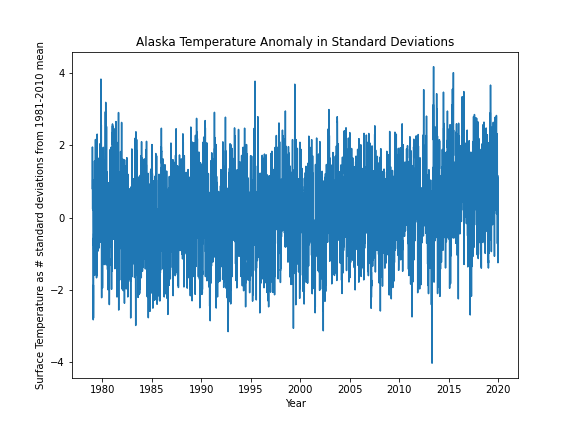 Alaska Temperature Anomaly in Standard Deviations
Surface Temperature as # standard deviations from 1981-2010 mean
4
2
0
−2
−4
1980 1985 1990 1995 2000 2005 2010 2015 2020
Year